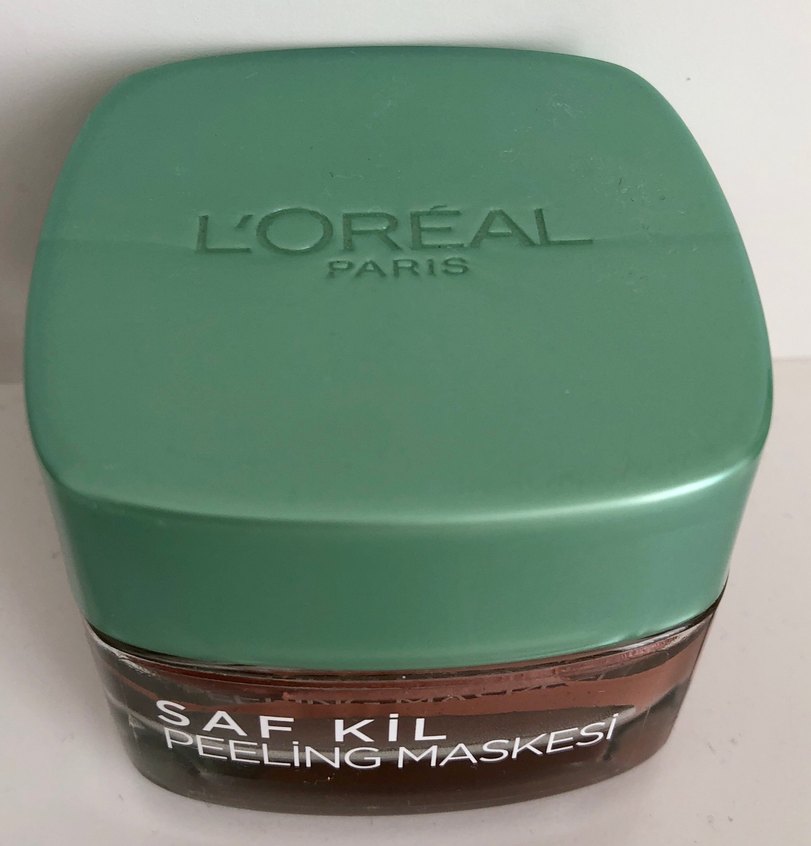 L'ORÉAL
PARIS
SAF KİL
PEELİNG MASKESİ